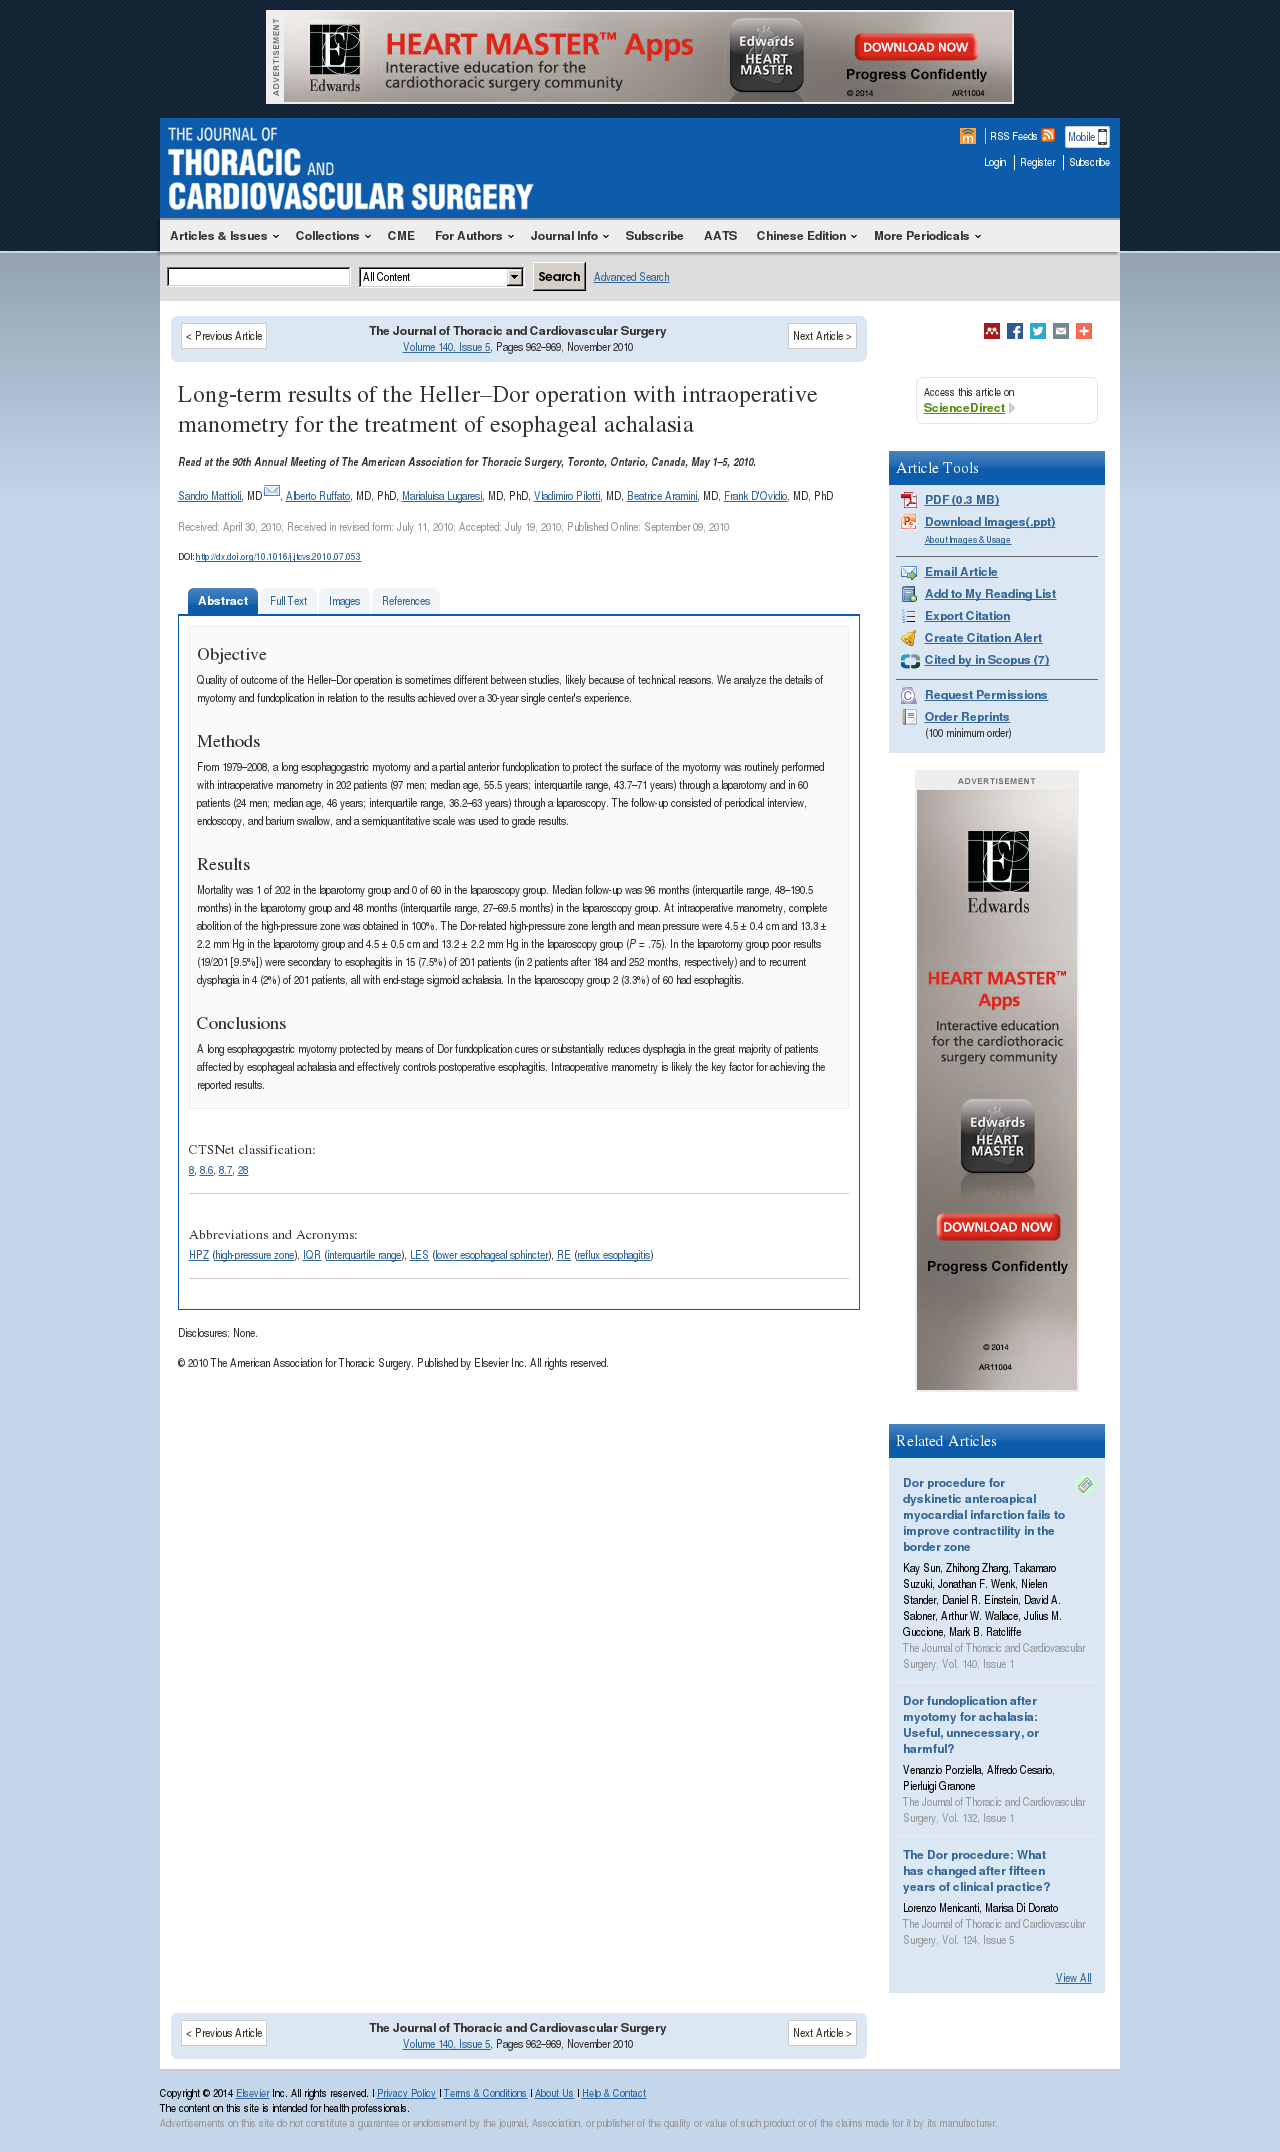 ADVERTISEMENT
Edwards
HEART MASTER™ Apps
Interactive education for the
cardiothoracic surgery community
Edwards
HEART
MASTER
DOWNLOAD NOW
Progress Confidently
© 2014 AR11004
THE JOURNAL OF
THORACIC AND
CARDIOVASCULAR SURGERY
RSS Feeds Mobile
Login Register Subscribe
Articles & Issues Collections CME For Authors Journal Info Subscribe AATS Chinese Edition More Periodicals
All Content Search Advanced Search
< Previous Article
The Journal of Thoracic and Cardiovascular Surgery
Volume 140, Issue 5, Pages 962–969, November 2010
Next Article >
Long-term results of the Heller–Dor operation with intraoperative
manometry for the treatment of esophageal achalasia
Read at the 90th Annual Meeting of The American Association for Thoracic Surgery, Toronto, Ontario, Canada, May 1–5, 2010.
Sandro Mattioli, MD, Alberto Ruffato, MD, PhD, Marialuisa Lugaresi, MD, PhD, Vladimiro Pilotti, MD, Beatrice Aramini, MD, Frank D'Ovidio, MD, PhD
Received: April 30, 2010; Received in revised form: July 11, 2010; Accepted: July 19, 2010; Published Online: September 09, 2010
DOI: http://dx.doi.org/10.1016/j.jtcvs.2010.07.053
Abstract Full Text Images References
Objective
Quality of outcome of the Heller–Dor operation is sometimes different between studies, likely because of technical reasons. We analyze the details of
myotomy and fundoplication in relation to the results achieved over a 30-year single center's experience.
Methods
From 1979–2008, a long esophagogastric myotomy and a partial anterior fundoplication to protect the surface of the myotomy was routinely performed
with intraoperative manometry in 202 patients (97 men; median age, 55.5 years; interquartile range, 43.7–71 years) through a laparotomy and in 60
patients (24 men; median age, 46 years; interquartile range, 36.2–63 years) through a laparoscopy. The follow-up consisted of periodical interview,
endoscopy, and barium swallow, and a semiquantitative scale was used to grade results.
Results
Mortality was 1 of 202 in the laparotomy group and 0 of 60 in the laparoscopy group. Median follow-up was 96 months (interquartile range, 48–190.5
months) in the laparotomy group and 48 months (interquartile range, 27–69.5 months) in the laparoscopy group. At intraoperative manometry, complete
abolition of the high-pressure zone was obtained in 100%. The Dor-related high-pressure zone length and mean pressure were 4.5 ± 0.4 cm and 13.3 ±
2.2 mm Hg in the laparotomy group and 4.5 ± 0.5 cm and 13.2 ± 2.2 mm Hg in the laparoscopy group (P = .75). In the laparotomy group poor results
(19/201 [9.5%]) were secondary to esophagitis in 15 (7.5%) of 201 patients (in 2 patients after 184 and 252 months, respectively) and to recurrent
dysphagia in 4 (2%) of 201 patients, all with end-stage sigmoid achalasia. In the laparoscopy group 2 (3.3%) of 60 had esophagitis.
Conclusions
A long esophagogastric myotomy protected by means of Dor fundoplication cures or substantially reduces dysphagia in the great majority of patients
affected by esophageal achalasia and effectively controls postoperative esophagitis. Intraoperative manometry is likely the key factor for achieving the
reported results.
CTSNet classification:
8, 8.6, 8.7, 28
Abbreviations and Acronyms:
HPZ (high-pressure zone), IQR (interquartile range), LES (lower esophageal sphincter), RE (reflux esophagitis)
Disclosures: None.
© 2010 The American Association for Thoracic Surgery. Published by Elsevier Inc. All rights reserved.
Access this article on
ScienceDirect
Article Tools
PDF (0.3 MB)
Download Images(.ppt)
About Images & Usage
Email Article
Add to My Reading List
Export Citation
Create Citation Alert
Cited by in Scopus (7)
Request Permissions
Order Reprints
(100 minimum order)
ADVERTISEMENT
Edwards
HEART MASTER™
Apps
Interactive education
for the cardiothoracic
surgery community
Edwards
HEART
MASTER
DOWNLOAD NOW
Progress Confidently
© 2014
AR11004
Related Articles
Dor procedure for
dyskinetic anteroapical
myocardial infarction fails to
improve contractility in the
border zone
Kay Sun, Zhihong Zhang, Takamaro
Suzuki, Jonathan F. Wenk, Nielen
Stander, Daniel R. Einstein, David A.
Saloner, Arthur W. Wallace, Julius M.
Guccione, Mark B. Ratcliffe
The Journal of Thoracic and Cardiovascular
Surgery, Vol. 140, Issue 1
Dor fundoplication after
myotomy for achalasia:
Useful, unnecessary, or
harmful?
Venanzio Porziella, Alfredo Cesario,
Pierluigi Granone
The Journal of Thoracic and Cardiovascular
Surgery, Vol. 132, Issue 1
The Dor procedure: What
has changed after fifteen
years of clinical practice?
Lorenzo Menicanti, Marisa Di Donato
The Journal of Thoracic and Cardiovascular
Surgery, Vol. 124, Issue 5
View All
< Previous Article
The Journal of Thoracic and Cardiovascular Surgery
Volume 140, Issue 5, Pages 962–969, November 2010
Next Article >
Copyright © 2014 Elsevier Inc. All rights reserved. | Privacy Policy | Terms & Conditions | About Us | Help & Contact
The content on this site is intended for health professionals.
Advertisements on this site do not constitute a guarantee or endorsement by the journal, Association, or publisher of the quality or value of such product or of the claims made for it by its manufacturer.